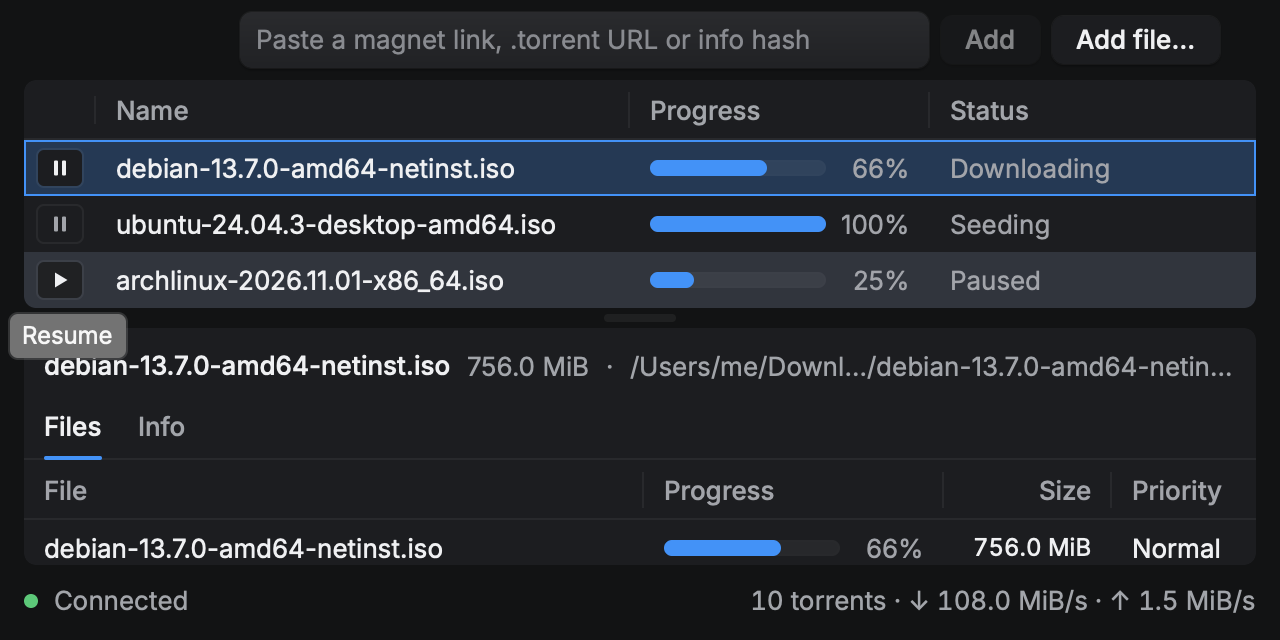 Paste a magnet link, .torrent URL or info hash Add Add file...
Name Progress Status
debian-13.7.0-amd64-netinst.iso 66% Downloading
ubuntu-24.04.3-desktop-amd64.iso 100% Seeding
archlinux-2026.11.01-x86_64.iso 25% Paused
Resume
debian-13.7.0-amd64-netinst.iso 756.0 MiB · /Users/me/Downl.../debian-13.7.0-amd64-netin...
Files Info
File Progress Size Priority
debian-13.7.0-amd64-netinst.iso 66% 756.0 MiB Normal
Connected 10 torrents · ↓ 108.0 MiB/s · ↑ 1.5 MiB/s